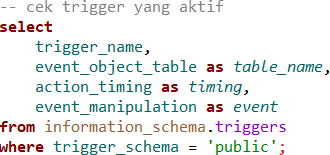 -- cek trigger yang aktif
select
    trigger_name,
    event_object_table as table_name,
    action_timing as timing,
    event_manipulation as event
from information_schema.triggers
where trigger_schema = 'public';